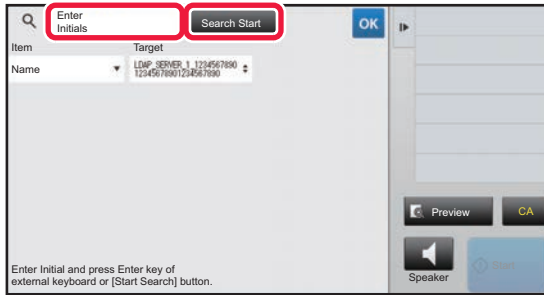 Enter
Initials
Search Start
OK
Item
Target
Name
LDAP_SERVER_1_1234567890
12345678901234567890
Preview
CA
Enter Initial and press Enter key of
external keyboard or [Start Search] button.
Speaker
Start